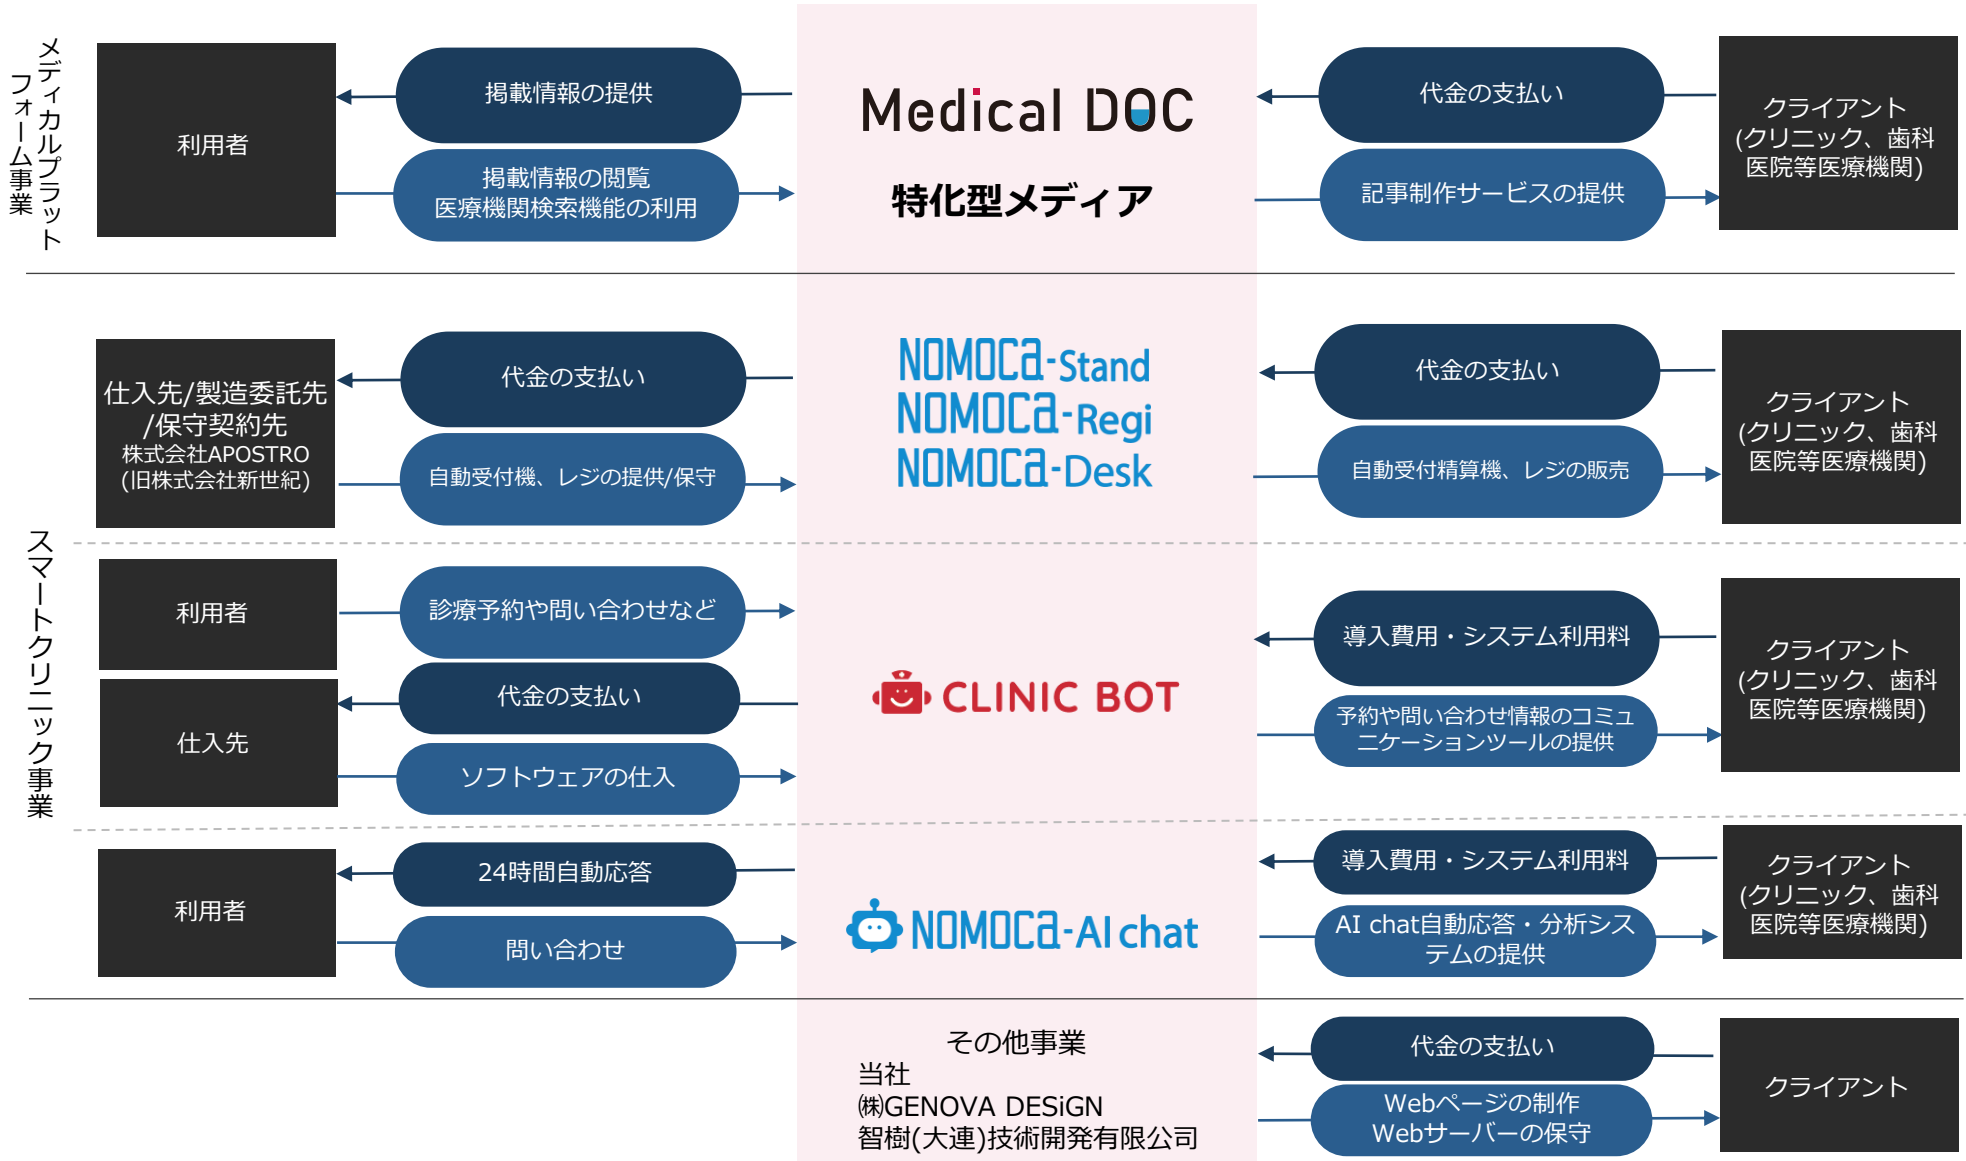 メディカルプラット
フォーム事業
利用者
掲載情報の提供
掲載情報の閲覧
医療機関検索機能の利用
Medical DOC
特化型メディア
代金の支払い
記事制作サービスの提供
クライアント
(クリニック、歯科
医院等医療機関)
スマートクリニック事業
仕入先/製造委託先
/保守契約先
株式会社APOSTRO
(旧株式会社新世紀)
代金の支払い
自動受付機、レジの提供/保守
NOMOCa-Stand
NOMOCa-Regi
NOMOCa-Desk
代金の支払い
自動受付精算機、レジの販売
クライアント
(クリニック、歯科
医院等医療機関)
利用者
診療予約や問い合わせなど
仕入先
代金の支払い
ソフトウェアの仕入
CLINIC BOT
導入費用・システム利用料
予約や問い合わせ情報のコミュ
ニケーションツールの提供
クライアント
(クリニック、歯科
医院等医療機関)
利用者
24時間自動応答
問い合わせ
NOMOCa-AI chat
導入費用・システム利用料
AI chat自動応答・分析シス
テムの提供
クライアント
(クリニック、歯科
医院等医療機関)
その他事業
当社
㈱GENOVA DESiGN
智樹(大連)技術開発有限公司
代金の支払い
Webページの制作
Webサーバーの保守
クライアント